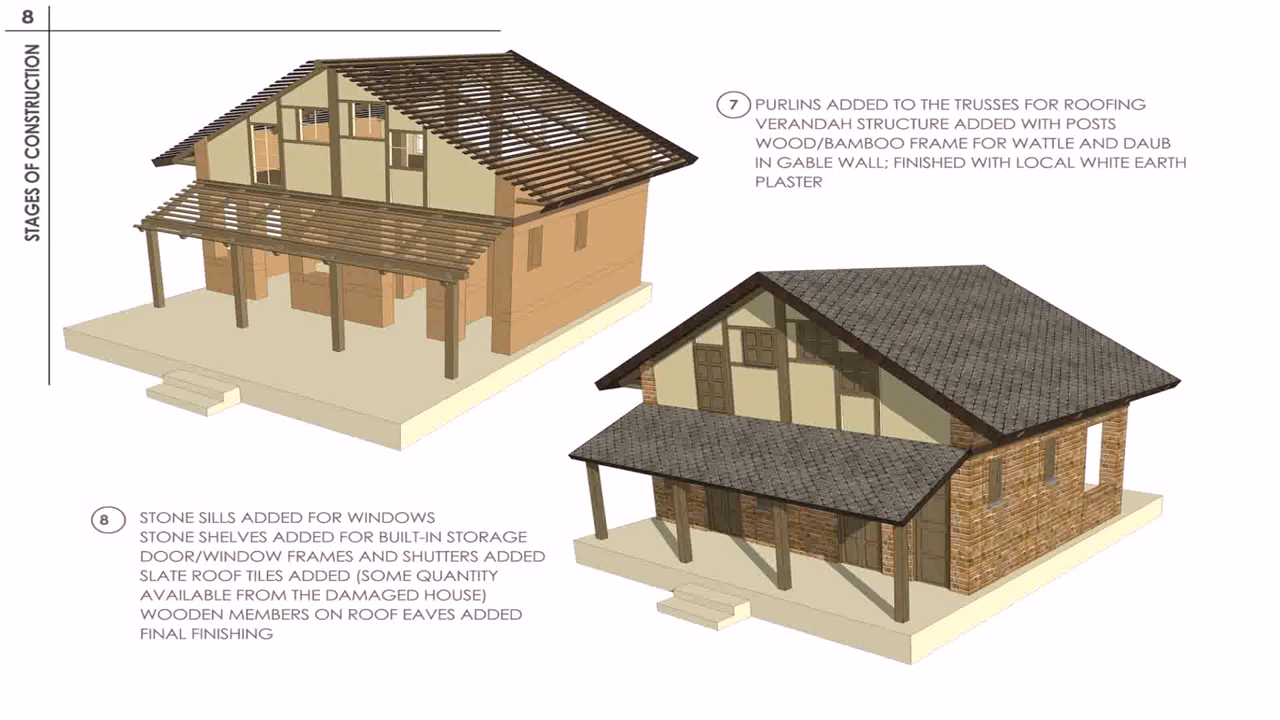 8
STAGES OF CONSTRUCTION
7 PURLINS ADDED TO THE TRUSSES FOR ROOFING
VERANDAH STRUCTURE ADDED WITH POSTS
WOOD/BAMBOO FRAME FOR WATTLE AND DAUB
IN GABLE WALL; FINISHED WITH LOCAL WHITE EARTH
PLASTER
8 STONE SILLS ADDED FOR WINDOWS
STONE SHELVES ADDED FOR BUILT-IN STORAGE
DOOR/WINDOW FRAMES AND SHUTTERS ADDED
SLATE ROOF TILES ADDED (SOME QUANTITY
AVAILABLE FROM THE DAMAGED HOUSE)
WOODEN MEMBERS ON ROOF EAVES ADDED
FINAL FINISHING